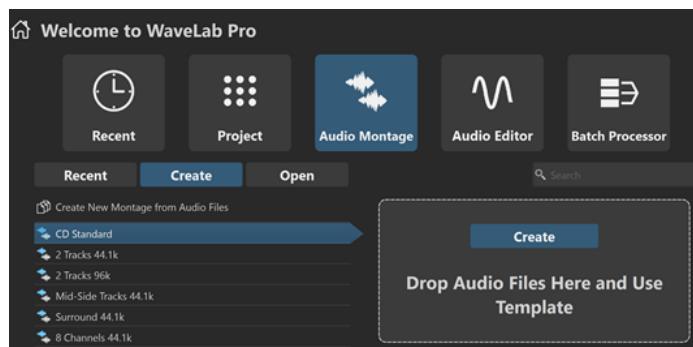 Welcome to WaveLab Pro
Recent
Project
Audio Montage
Audio Editor
Batch Processor
Recent
Create
Open
Search
Create New Montage from Audio Files
CD Standard
2 Tracks 44.1k
2 Tracks 96k
Mid-Side Tracks 44.1k
Surround 44.1k
8 Channels 44.1k
Create
Drop Audio Files Here and Use
Template